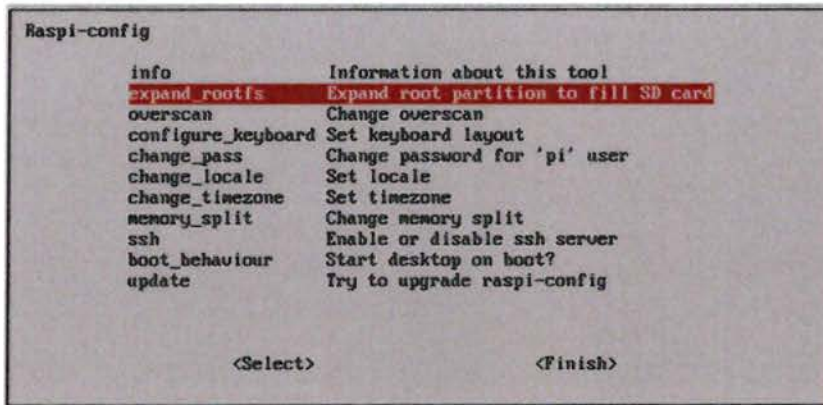 Raspi-config
info Information about this tool
expand_rootfs Expand root partition to fill SD card
overscan Change overscan
configure_keyboard Set keyboard layout
change_pass Change password for 'pi' user
change_locale Set locale
change_timezone Set timezone
memory_split Change memory split
ssh Enable or disable ssh server
boot_behaviour Start desktop on boot?
update Try to upgrade raspi-config
<Select> <Finish>